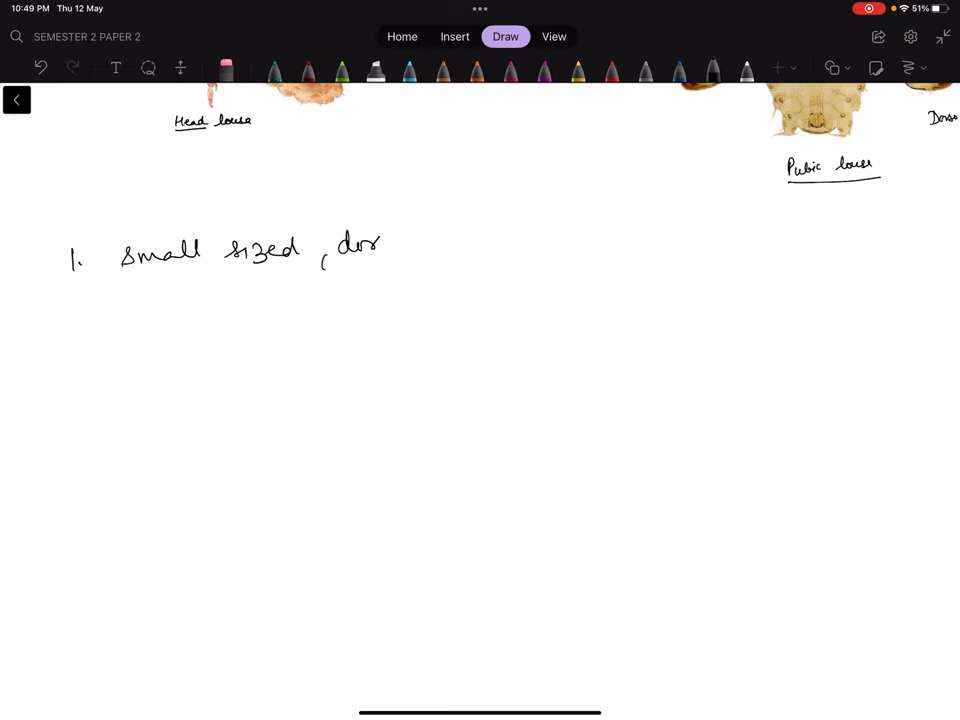 10:49 PM Thu 12 May
51%
SEMESTER 2 PAPER 2
Home Insert Draw View
Head louse
Dorso
Pubic louse
1. small sized, dor